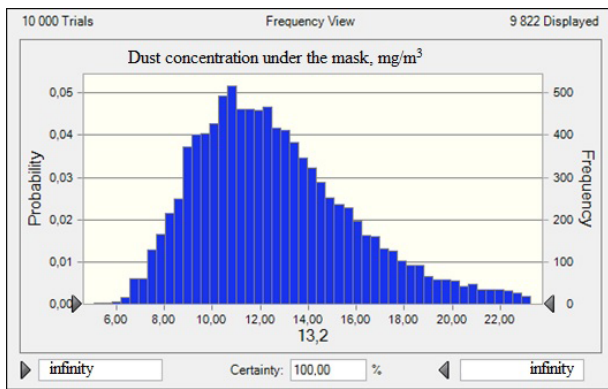 10 000 Trials Frequency View 9 822 Displayed
Dust concentration under the mask, mg/m³
Probability
0,05
0,04
0,03
0,02
0,01
0,00
500
400
300
200
100
0
Frequency
6,00 8,00 10,00 12,00 14,00 16,00 18,00 20,00 22,00
13,2
infinity Certainty: 100,00 % infinity